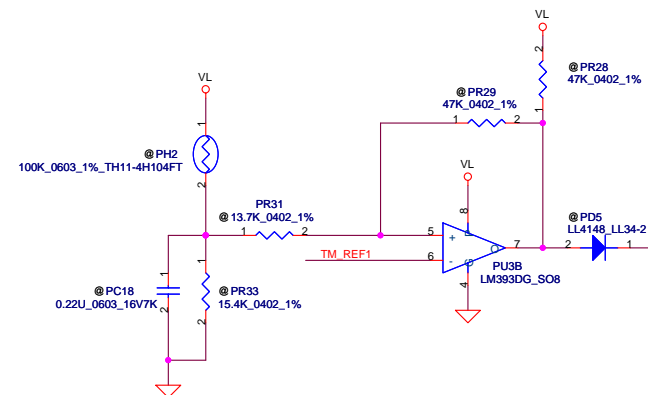 VL
2
@PR28
47K_0402_1%
1
VL
@PR29
47K_0402_1%
1
2
1
@PH2
100K_0603_1%_TH11-4H104FT
2
VL
PR31
@13.7K_0402_1%
1
2
8
5
+
P
O
7
@PD5
LL4148_LL34-2
2
1
TM_REF1
6
-
G
4
PU3B
LM393DG_SO8
1
@PC18
0.22U_0603_16V7K
2
1
@PR33
15.4K_0402_1%
2